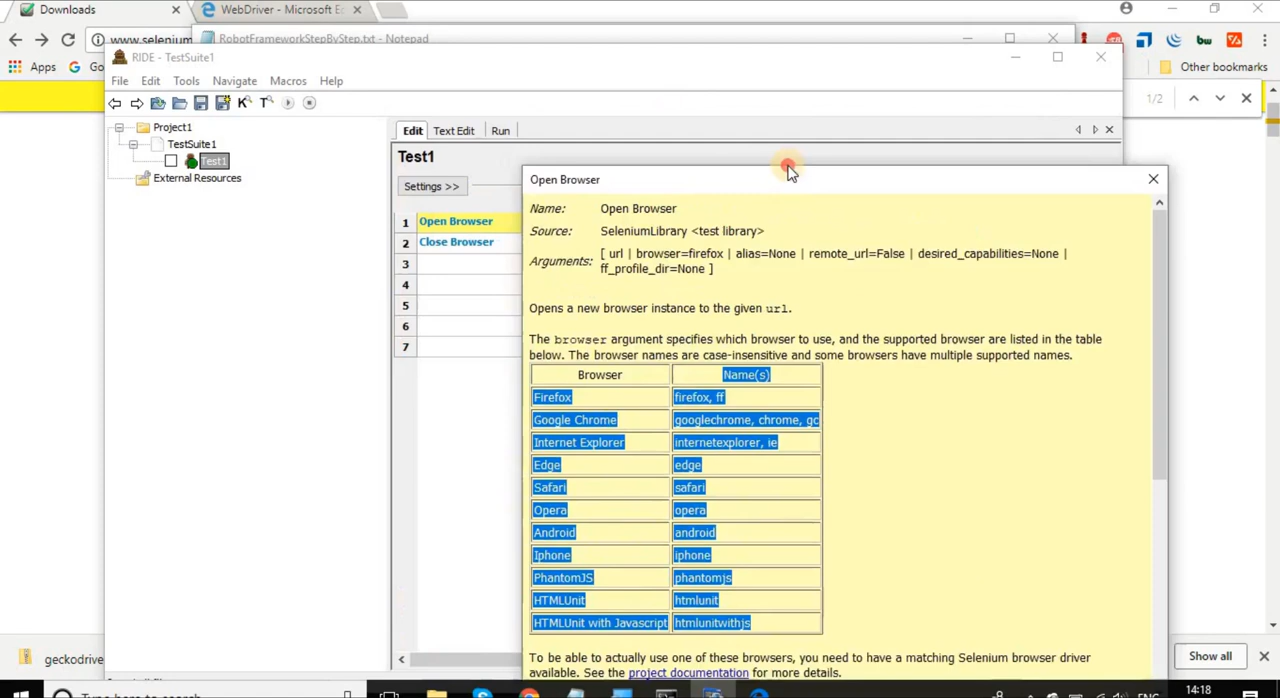 Downloads
WebDriver - Microsoft Ed
www.selenium
RobotFrameworkStepByStep.txt - Notepad
Apps
G Go
Other bookmarks
1/2
RIDE - TestSuite1
File Edit Tools Navigate Macros Help
Project1
TestSuite1
Test1
External Resources
Edit
Text Edit
Run
Test1
Settings >>
1 Open Browser
2 Close Browser
3
4
5
6
7
Open Browser
Name: Open Browser
Source: SeleniumLibrary <test library>
Arguments: [ url | browser=firefox | alias=None | remote_url=False | desired_capabilities=None |
ff_profile_dir=None ]
Opens a new browser instance to the given url.
The browser argument specifies which browser to use, and the supported browser are listed in the table
below. The browser names are case-insensitive and some browsers have multiple supported names.
Browser Name(s)
Firefox firefox, ff
Google Chrome googlechrome, chrome, gc
Internet Explorer internetexplorer, ie
Edge edge
Safari safari
Opera opera
Android android
Iphone iphone
PhantomJS phantomjs
HTMLUnit htmlunit
HTMLUnit with Javascript htmlunitwithjs
To be able to actually use one of these browsers, you need to have a matching Selenium browser driver
available. See the project documentation for more details.
geckodrive
Show all
Type here to search
ENG
14:18